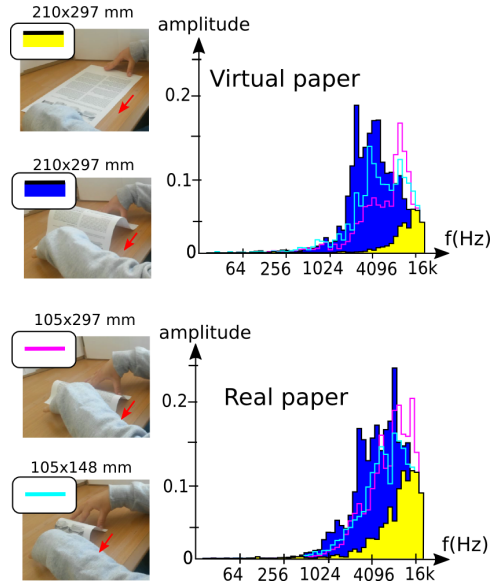 210x297 mm
210x297 mm
105x297 mm
105x148 mm
amplitude
Virtual paper
0.2
0.1
0
f(Hz)
64 256 1024 4096 16k
amplitude
Real paper
0.2
0.1
0
f(Hz)
64 256 1024 4096 16k